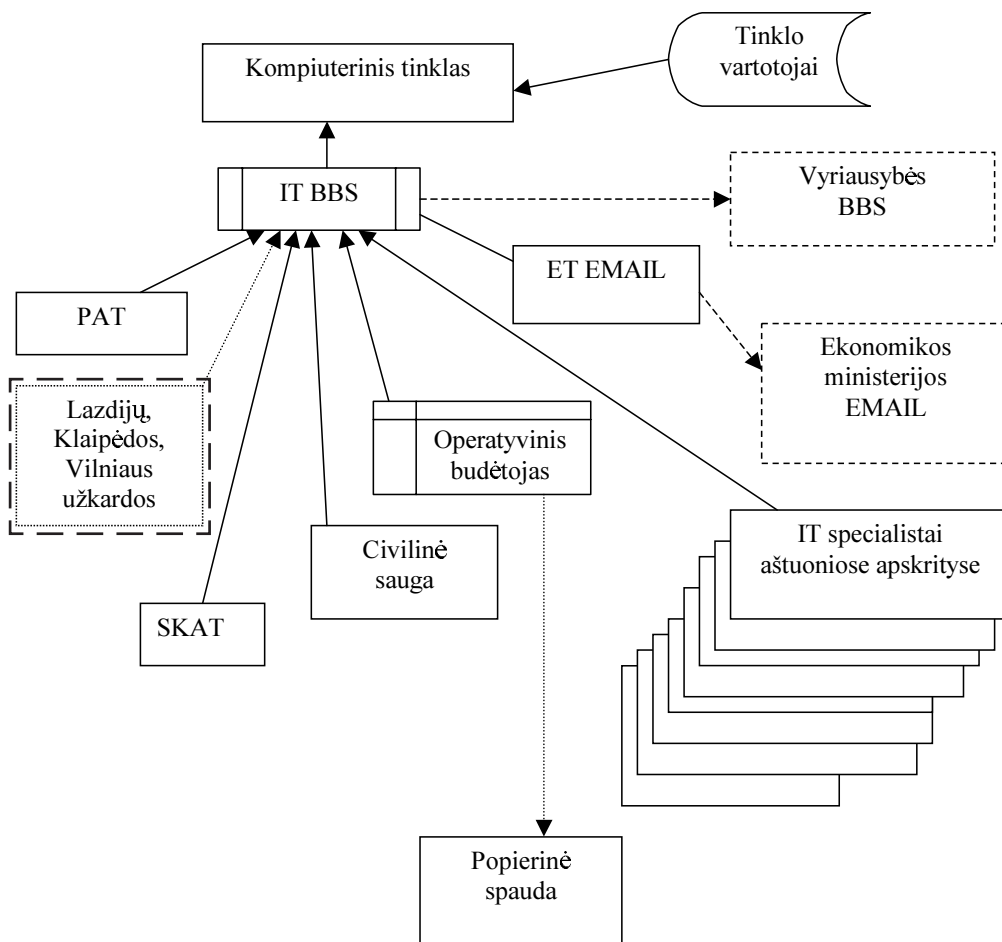 Tinklo
vartotojai
Kompiuterinis tinklas
IT BBS
Vyriausybės
BBS
ET EMAIL
PAT
Ekonomikos
ministerijos
EMAIL
Lazdijų,
Klaipėdos,
Vilniaus
užkardos
Operatyvinis
budėtojas
IT specialistai
aštuoniose apskrityse
Civilinė
sauga
SKAT
Popierinė
spauda